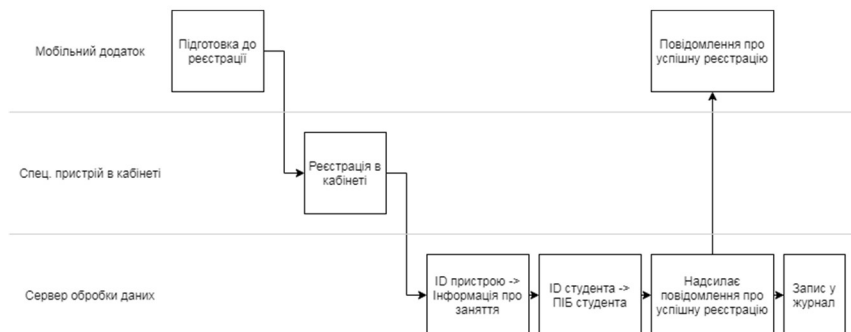 Мобільний додаток
Підготовка до
реєстрації
Повідомлення про
успішну реєстрацію
Спец. пристрій в кабінеті
Реєстрація в
кабінеті
Сервер обробки даних
ID пристрою ->
Інформація про
заняття
ID студента ->
ПІБ студента
Надсилає
повідомлення про
успішну реєстрацію
Запис у
журнал